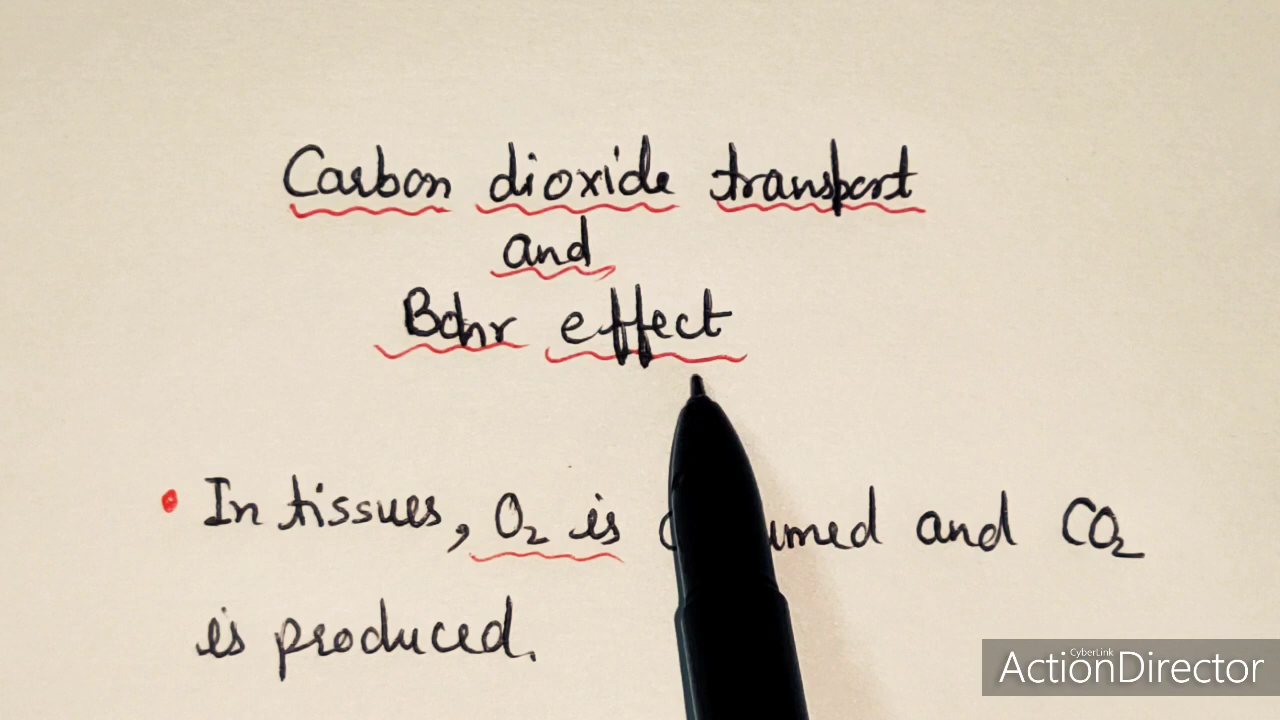 Carbon dioxide transport
and
Bohr effect
• In tissues, O₂ is umed and CO₂
is produced.
CyberLink
ActionDirector